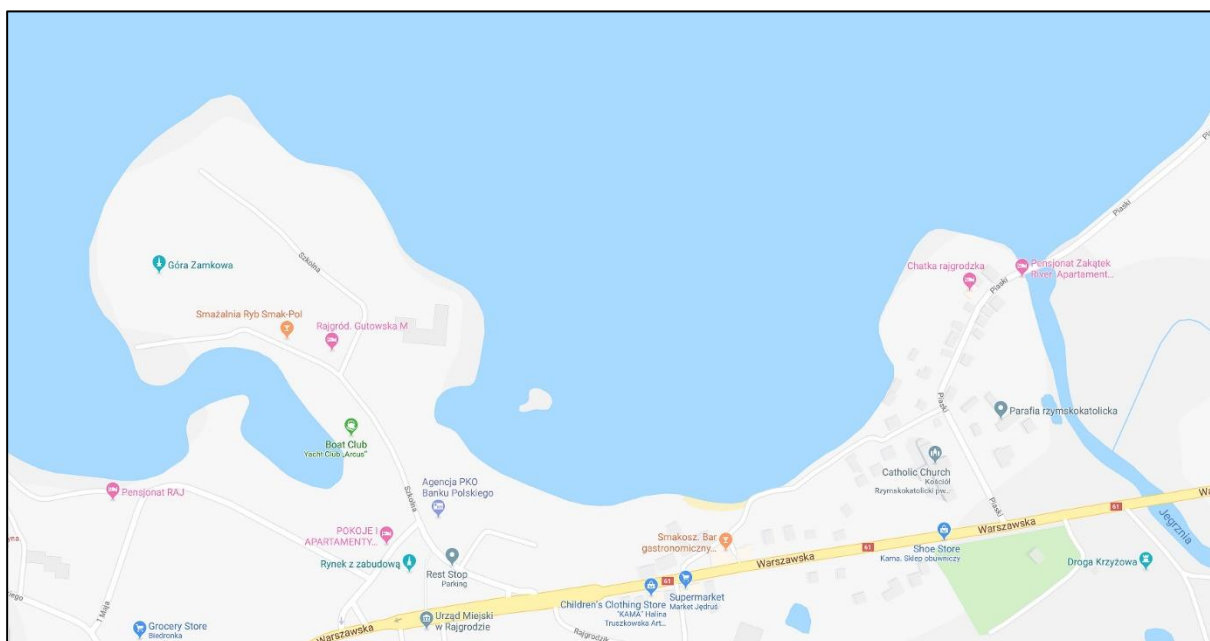 Piaski
Piaski
Góra Zamkowa
Szkolna
Chatka rajgrodzka
Pensjonat Zakątek
River. Apartament...
Piaski
Smażalnia Ryb Smak-Pol
Rajgród. Gutowska M
Piaski
Parafia rzymskokatolicka
Boat Club
Yacht Club „Arcus"
Catholic Church
Kościół
Rzymskokatolicki pw...
Agencja PKO
Banku Polskiego
Pensjonat RAJ
Szkolna
Piaski
61
Warszawska
Jegrznia
POKOJE I
APARTAMENTY...
Smakosz. Bar
gastronomiczny...
61
Warszawska
Shoe Store
Kama. Sklep obuwniczy
Droga Krzyżowa
Rynek z zabudową
Rest Stop
Parking
Warszawska
61
Children's Clothing Store
"KAMA" Halina
Truszkowska Art...
Supermarket
Market Jędruś
1 Maja
Grocery Store
Biedronka
Urząd Miejski
w Rajgrodzie
Warszawska